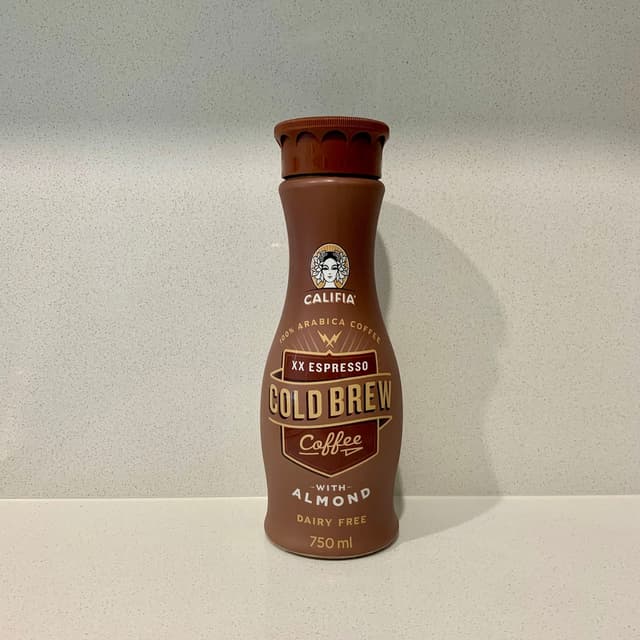 CALIFIA
100% ARABICA COFFEE
XX ESPRESSO
COLD BREW
Coffee
-WITH-
ALMOND
DAIRY FREE
750 ml